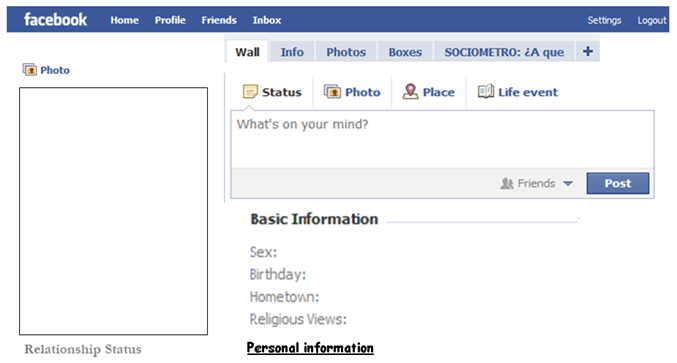 facebook Home Profile Friends Inbox Settings Logout
Wall Info Photos Boxes SOCIOMETRO: ¿A que +
Photo
Status Photo Place Life event
What's on your mind?
Friends Post
Basic Information
Sex:
Birthday:
Hometown:
Religious Views:
Relationship Status
Personal information